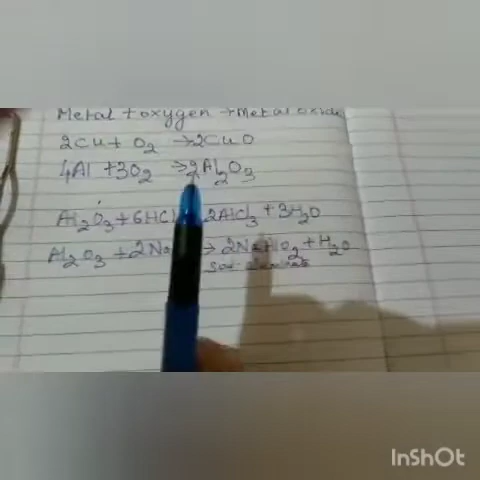 Metal + oxygen → Metal oxide
2Cu + O2 → 2CuO
4Al + 3O2 → 2Al2O3
Al2O3 + 6HCl 2AlCl3 + 3H2O
Al2O3 + 2Na → 2NaAlO2 + H2O
InShOt